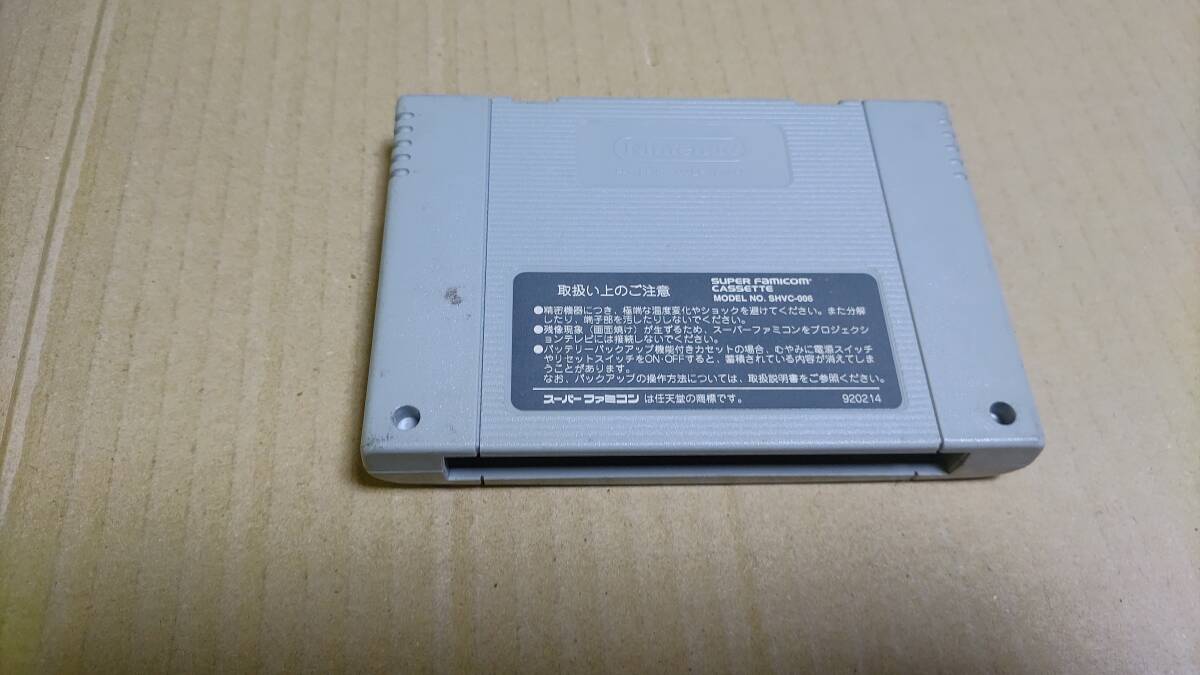 Nintendo
取扱い上のご注意
SUPER FAMICOM
CASSETTE
MODEL NO. SHVC-006
●精密機器につき、極端な温度変化やショックを避けてください。また分解
したり、端子部を汚したりしないでください。
●残像現象（画面焼け）が生ずるため、スーパーファミコンをプロジェクシ
ョンテレビには接続しないでください。
●バッテリーバックアップ機能付きカセットの場合、むやみに電源スイッチ
やリセットスイッチをON・OFFすると、蓄積されている内容が消えてしま
うことがあります。
なお、バックアップの操作方法については、取扱説明書をご参照ください。
スーパーファミコン は任天堂の商標です。
920214